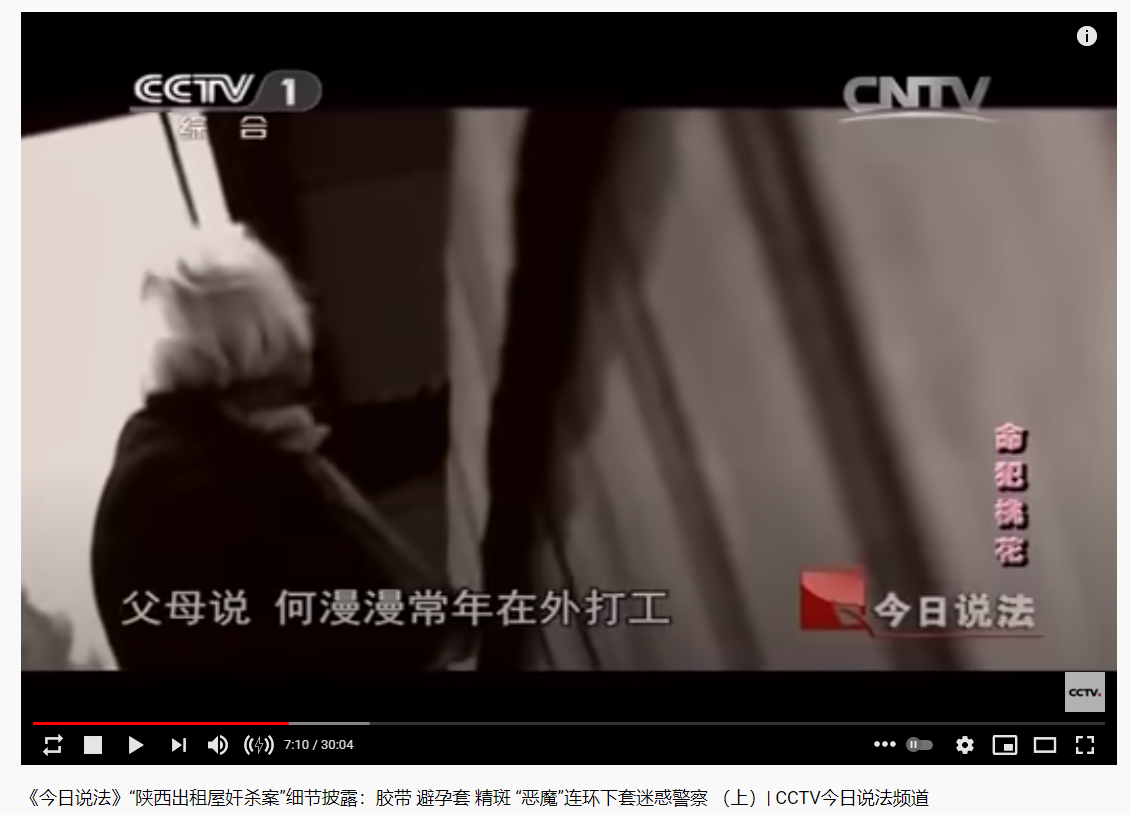 CCTV 1
综 合
CNTV
命犯桃花
父母说 何漫漫常年在外打工
今日说法
CCTV.
7:10 / 30:04
《今日说法》“陕西出租屋奸杀案”细节披露：胶带 避孕套 精斑 “恶魔”连环下套迷惑警察 （上）| CCTV今日说法频道